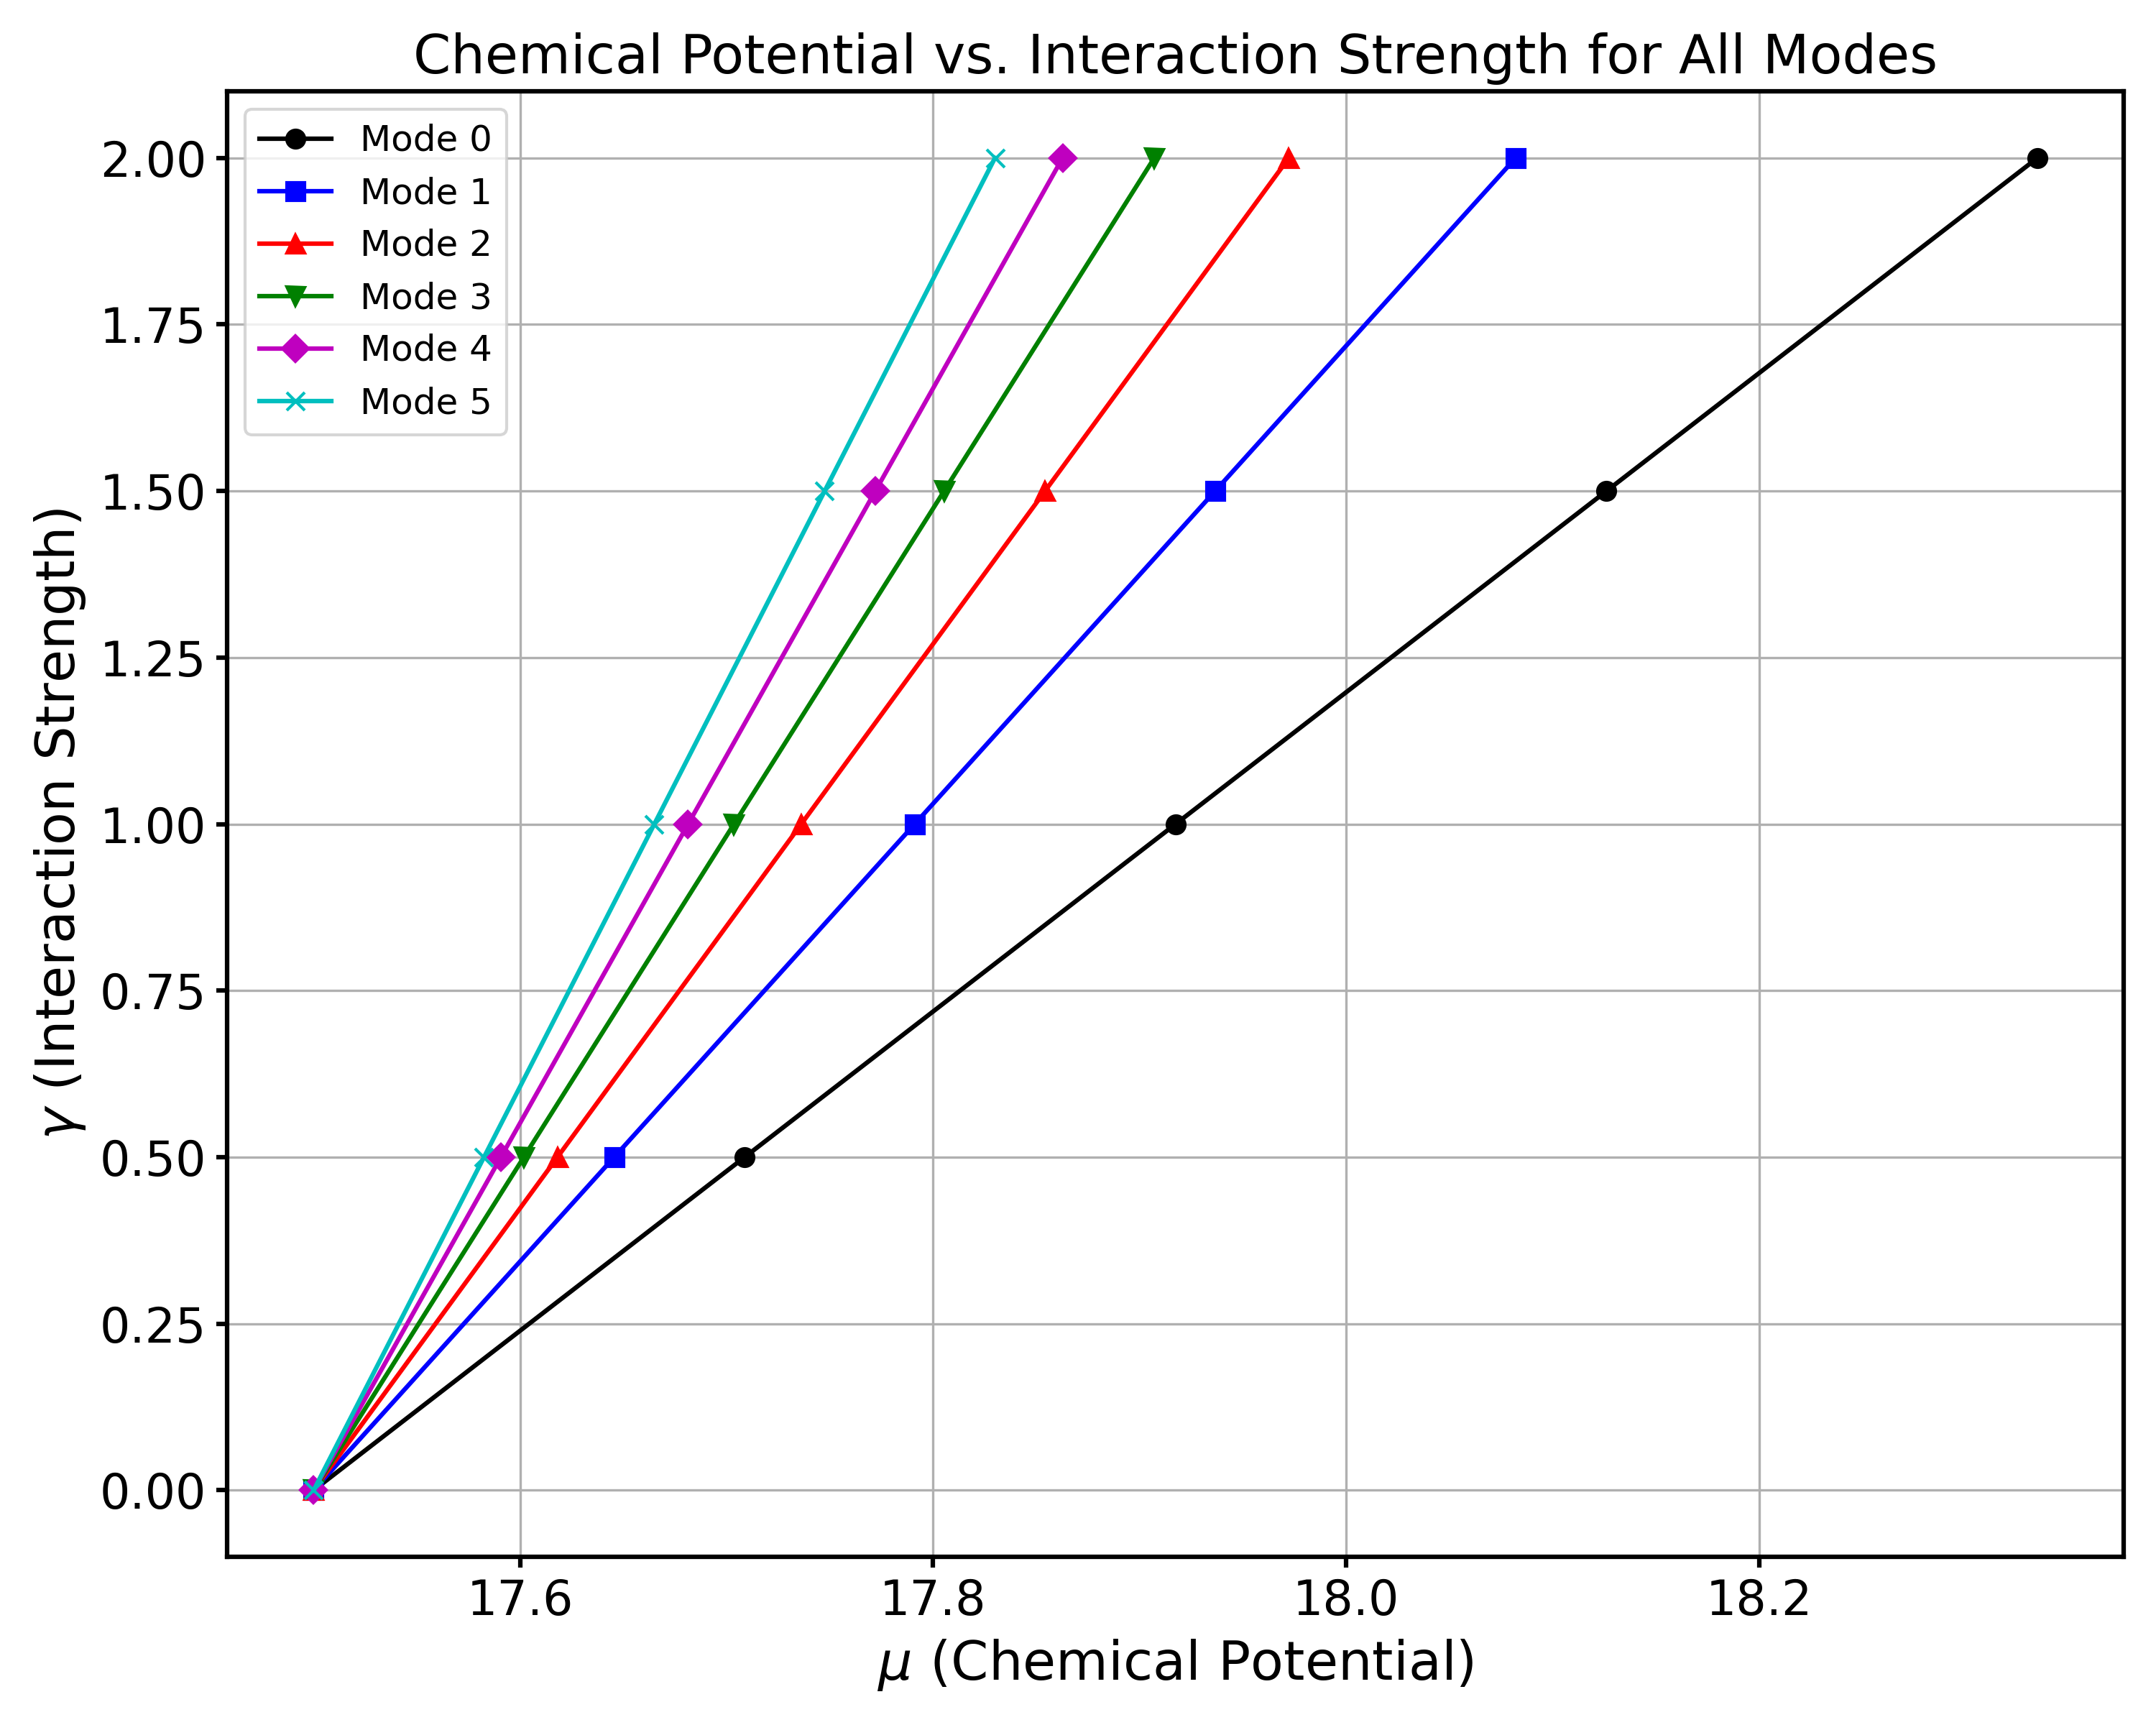 Chemical Potential vs. Interaction Strength for All Modes
Mode 0
Mode 1
Mode 2
Mode 3
Mode 4
Mode 5
γ (Interaction Strength)
2.00
1.75
1.50
1.25
1.00
0.75
0.50
0.25
0.00
17.6 17.8 18.0 18.2
μ (Chemical Potential)